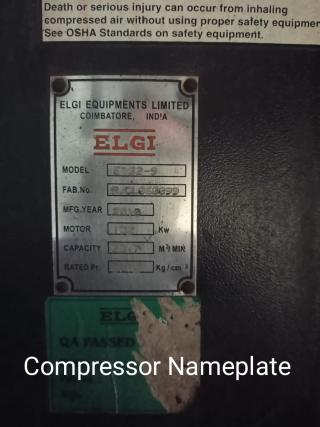 Death or serious injury can occur from inhaling
compressed air without using proper safety equipmen
See OSHA Standards on safety equipment.
ELGI EQUIPMENTS LIMITED
COIMBATORE, INDIA
ELGI
MODEL
FAB.No.
MFG.YEAR
MOTOR Kw
CAPACITY M³/MIN
RATED Pr. Kg/cm²
ELGI
QA PASSED
Compressor Nameplate